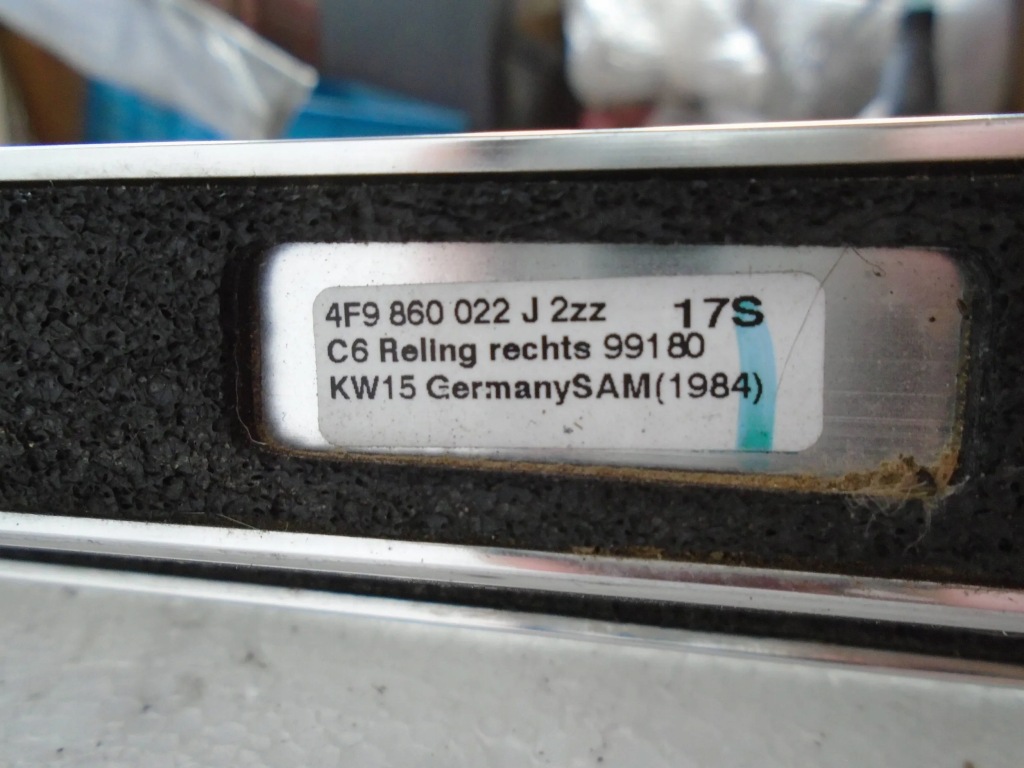 4F9 860 022 J 2zz 17S
C6 Reling rechts 99180
KW15 GermanySAM(1984)